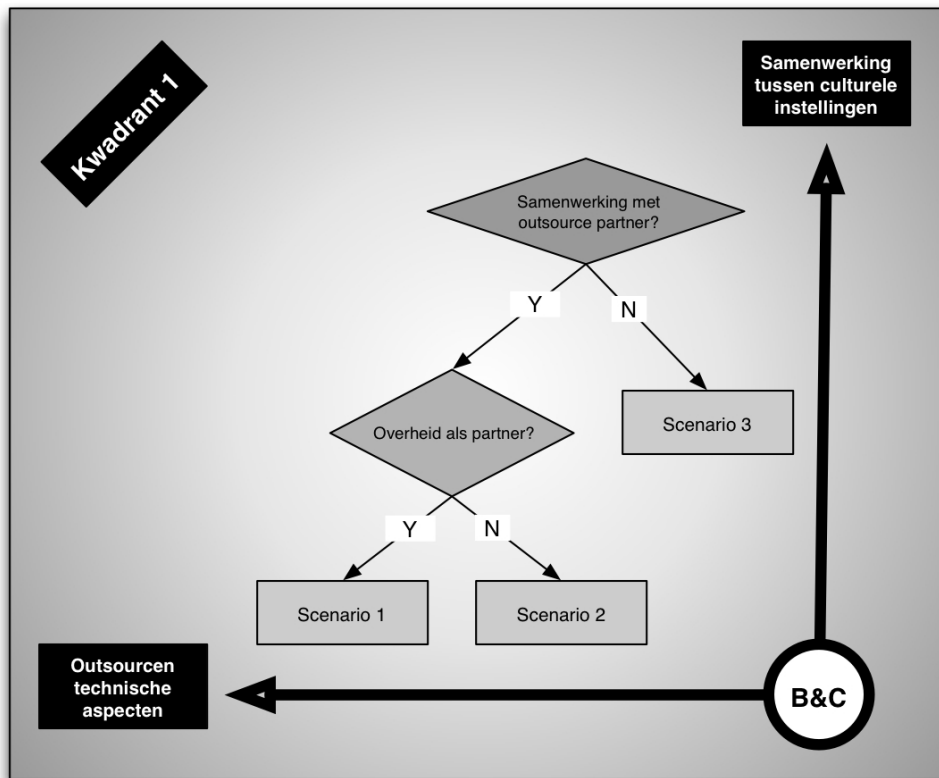 Kwadrant 1
Samenwerking
tussen culturele
instellingen
Samenwerking met
outsource partner?
Y
N
Overheid als partner?
Scenario 3
Y
N
Scenario 1
Scenario 2
Outsourcen
technische
aspecten
B&C